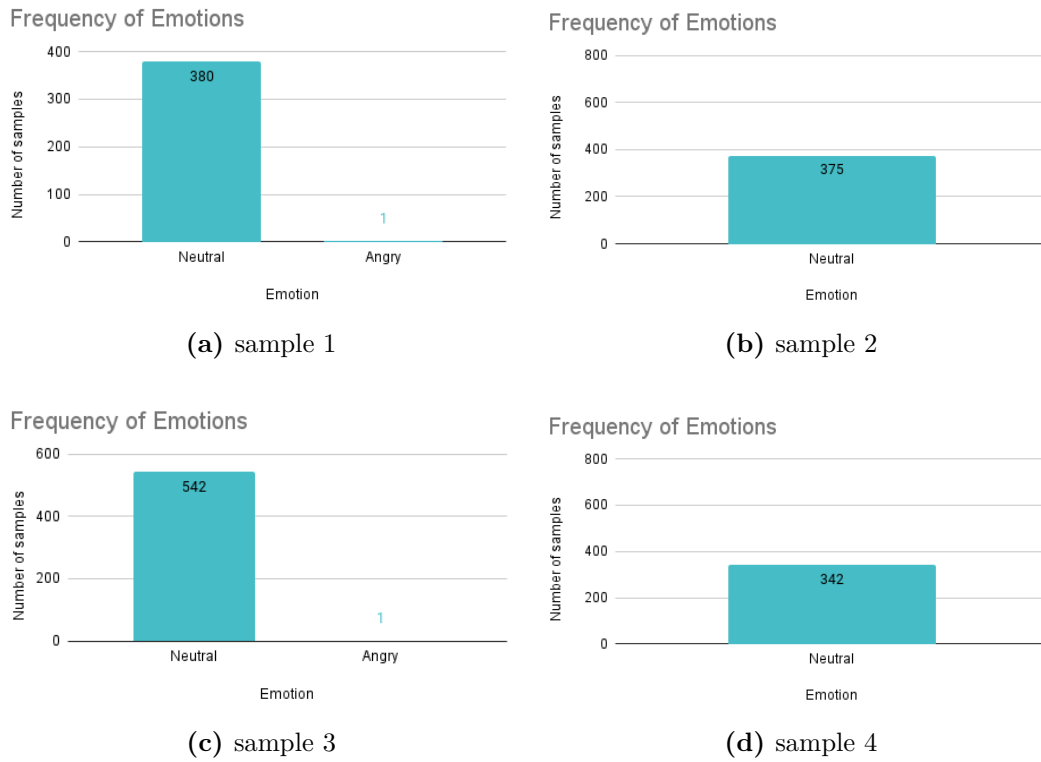 Frequency of Emotions
400
300
200
100
0
Number of samples
380
1
Neutral
Angry
Emotion
(a) sample 1
Frequency of Emotions
800
600
400
200
0
Number of samples
375
Neutral
Emotion
(b) sample 2
Frequency of Emotions
600
400
200
0
Number of samples
542
1
Neutral
Angry
Emotion
(c) sample 3
Frequency of Emotions
800
600
400
200
0
Number of samples
342
Neutral
Emotion
(d) sample 4